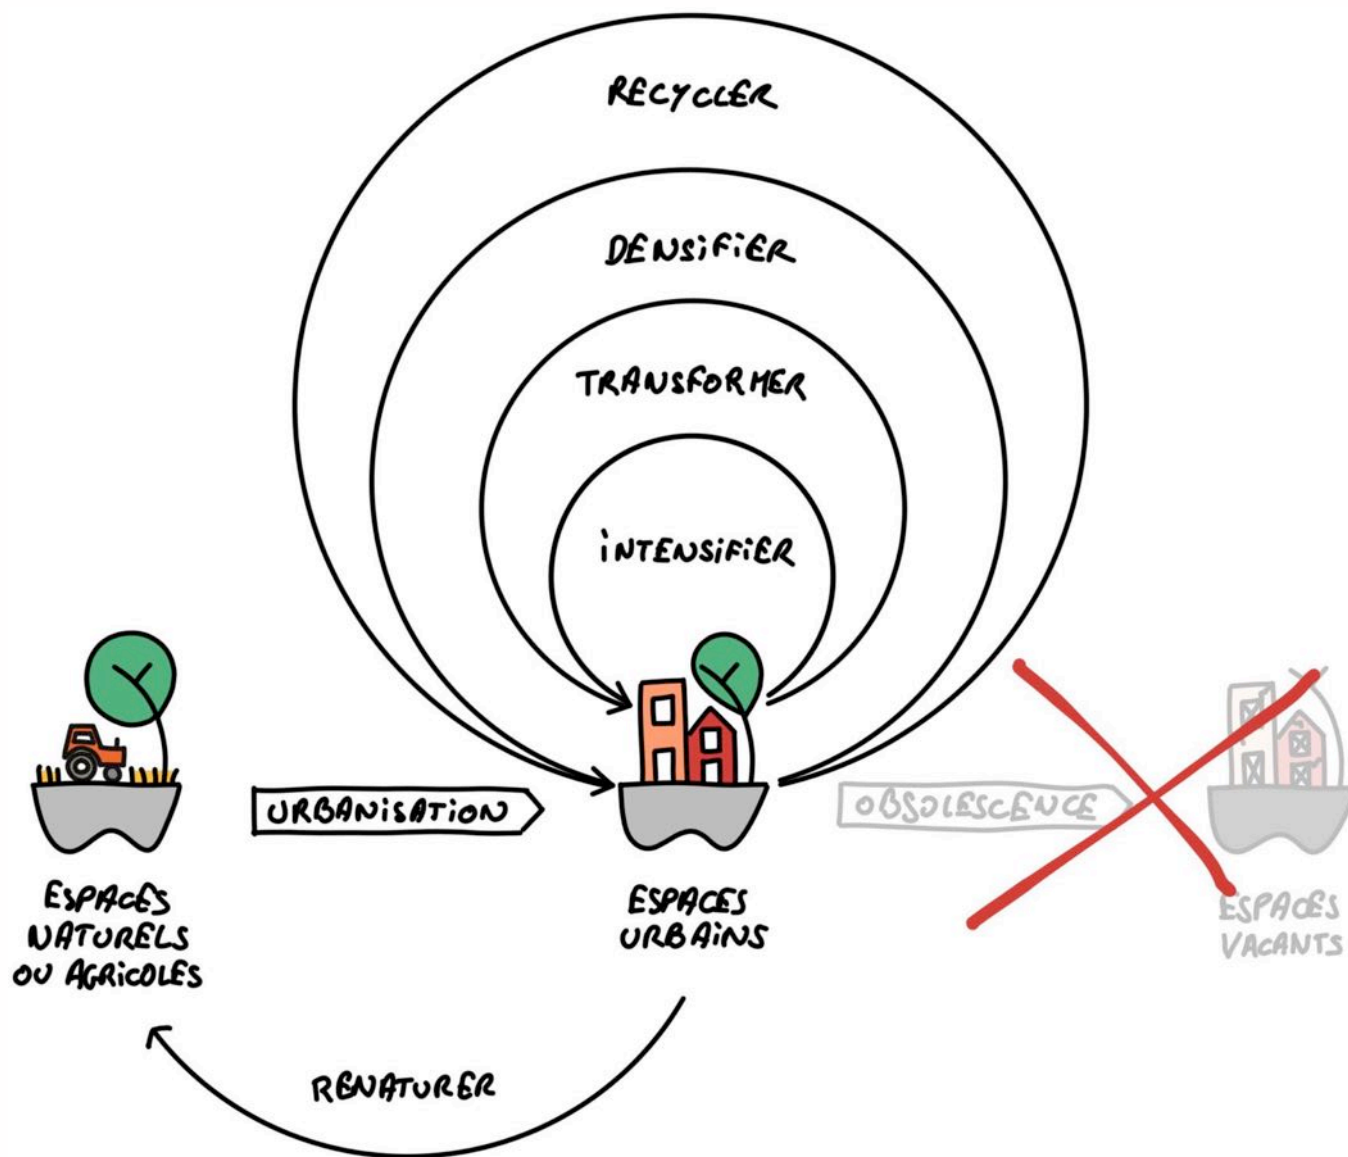 RECYCLER
DENSiFiER
TRANSFORMER
iNTENSiFiER
URBANiSATiON
OBSOLESCENCE
ESPACES
NATURELS
OU AGRiCOLES
ESPACES
URBAiNS
ESPACES
VACANTS
RENATURER